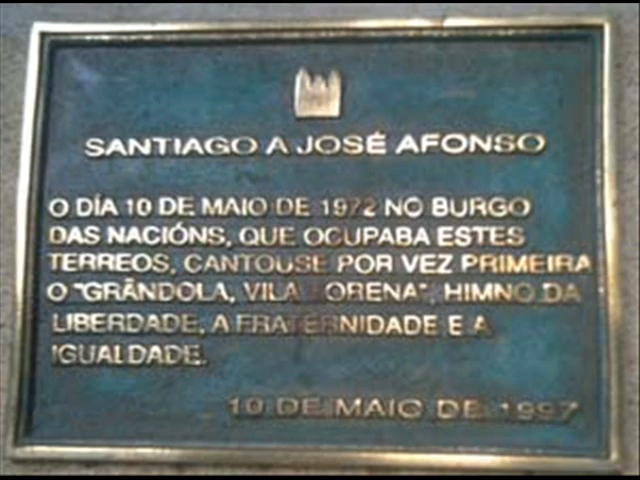 SANTIAGO A JOSÉ AFONSO
O DÍA 10 DE MAIO DE 1972 NO BURGO
DAS NACIÓNS, QUE OCUPABA ESTES
TERREOS, CANTOUSE POR VEZ PRIMEIRA
O "GRÃNDOLA, VILA MORENA", HIMNO DA
LIBERDADE, A FRATERNIDADE E A
IGUALDADE.
10 DE MAIO DE 1997